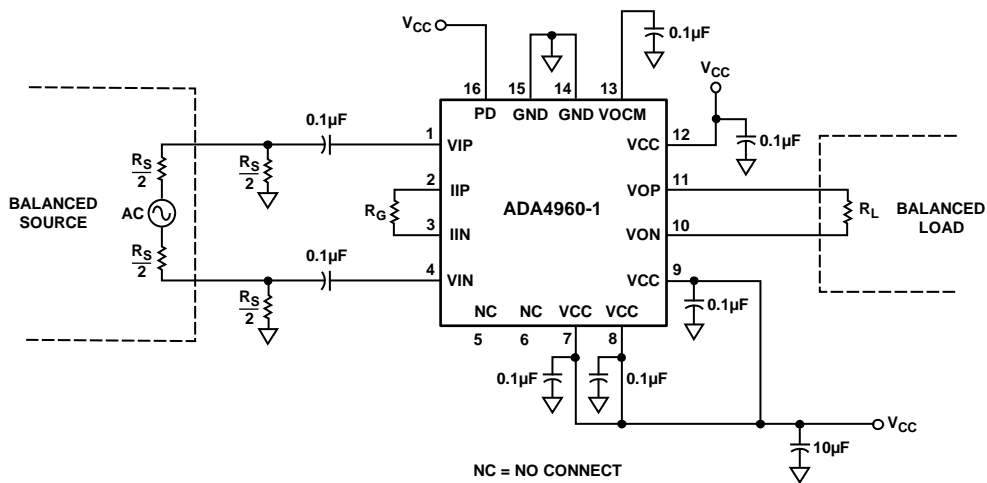 VCC
0.1µF
VCC
16 15 14 13
PD GND GND VOCM
0.1µF
1 VIP
VCC 12
0.1µF
RS
2
RS
2
2 IIP
VOP 11
BALANCED
SOURCE
AC
RG
ADA4960-1
RL
BALANCED
LOAD
3 IIN
VON 10
RS
2
0.1µF
4 VIN
VCC 9
RS
2
0.1µF
NC NC VCC VCC
5 6 7 8
0.1µF
0.1µF
VCC
10µF
NC = NO CONNECT